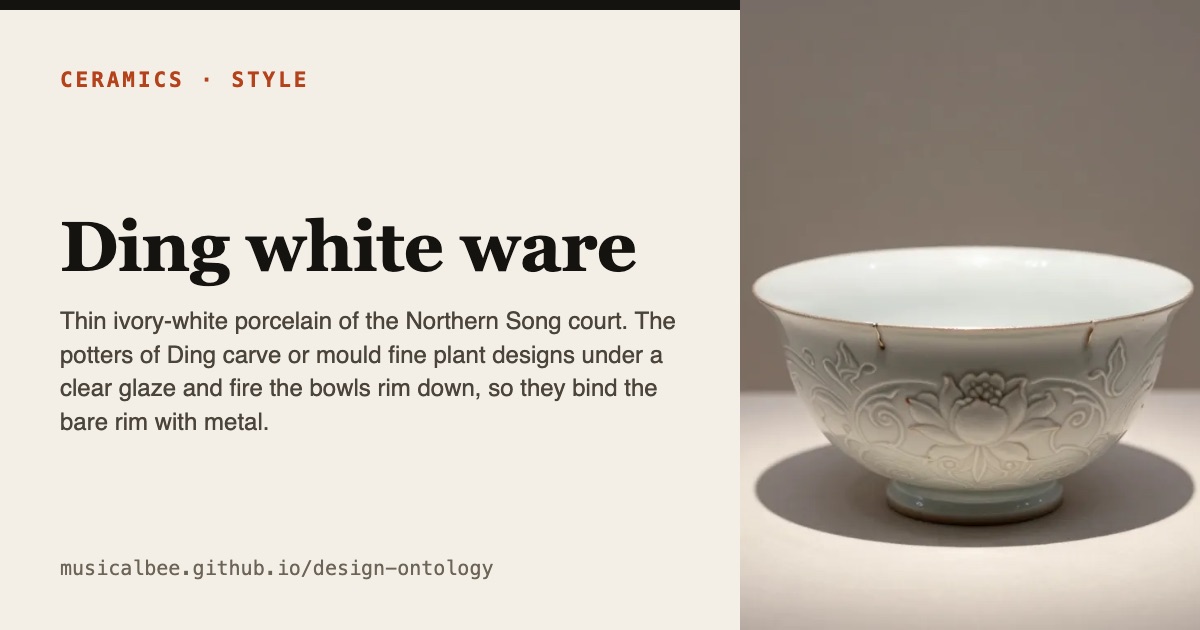 CERAMICS · STYLE
Ding white ware
Thin ivory-white porcelain of the Northern Song court. The
potters of Ding carve or mould fine plant designs under a
clear glaze and fire the bowls rim down, so they bind the
bare rim with metal.
musicalbee.github.io/design-ontology